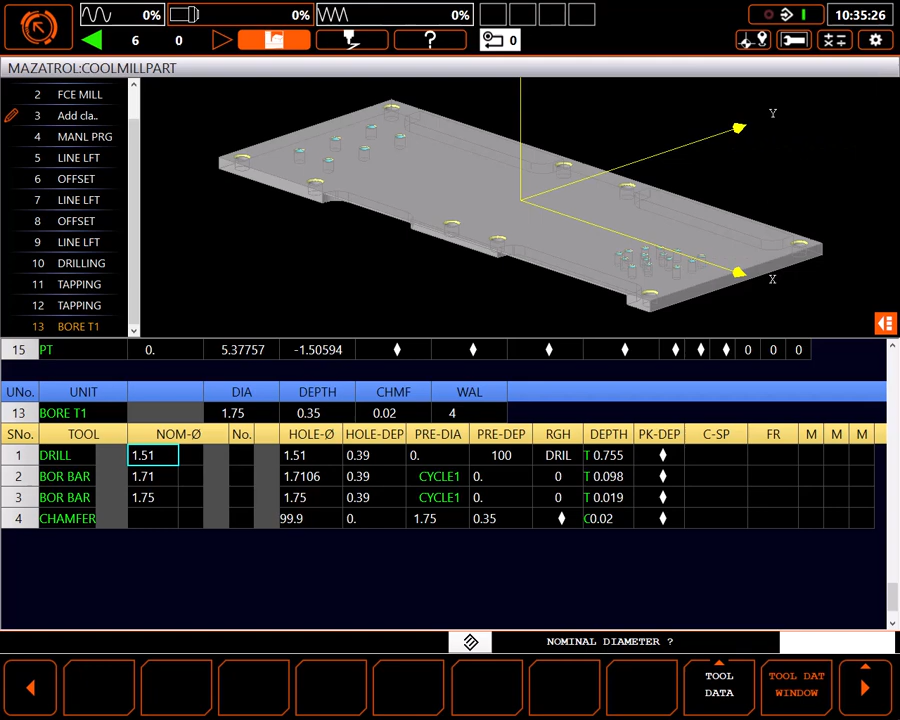 0% 0% 0% 10:35:26
6 0 ? 0
MAZATROL:COOLMILLPART
2 FCE MILL
3 Add cla..
4 MANL PRG
5 LINE LFT
6 OFFSET
7 LINE LFT
8 OFFSET
9 LINE LFT
10 DRILLING
11 TAPPING
12 TAPPING
13 BORE T1
Y
X
15 PT 0. 5.37757 -1.50594 ♦ ♦ ♦ ♦ ♦ ♦ ♦ 0 0 0
UNo. UNIT DIA DEPTH CHMF WAL
13 BORE T1 1.75 0.35 0.02 4
SNo. TOOL NOM-Ø No. HOLE-Ø HOLE-DEP PRE-DIA PRE-DEP RGH DEPTH PK-DEP C-SP FR M M M
1 DRILL 1.51 1.51 0.39 0. 100 DRIL T 0.755 ♦
2 BOR BAR 1.71 1.7106 0.39 CYCLE1 0. 0 T 0.098 ♦
3 BOR BAR 1.75 1.75 0.39 CYCLE1 0. 0 T 0.019 ♦
4 CHAMFER 99.9 0. 1.75 0.35 ♦ C0.02 ♦
NOMINAL DIAMETER ?
TOOL DATA
TOOL DAT WINDOW